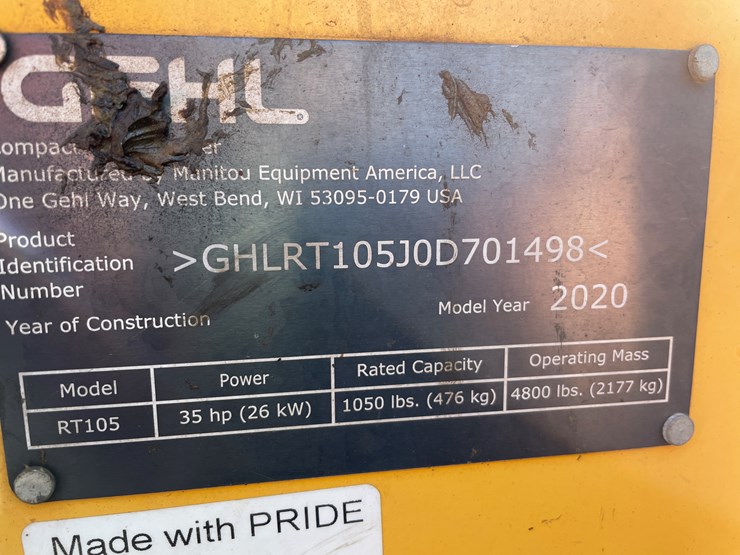 GEHL
Manufactured by Manitou Equipment America, LLC
One Gehl Way, West Bend, WI 53095-0179 USA
Product
Identification
Number
>GHLRT105J0D701498<
Year of Construction
Model Year 2020
Model Power Rated Capacity Operating Mass
RT105 35 hp (26 kW) 1050 lbs. (476 kg) 4800 lbs. (2177 kg)
Made with PRIDE